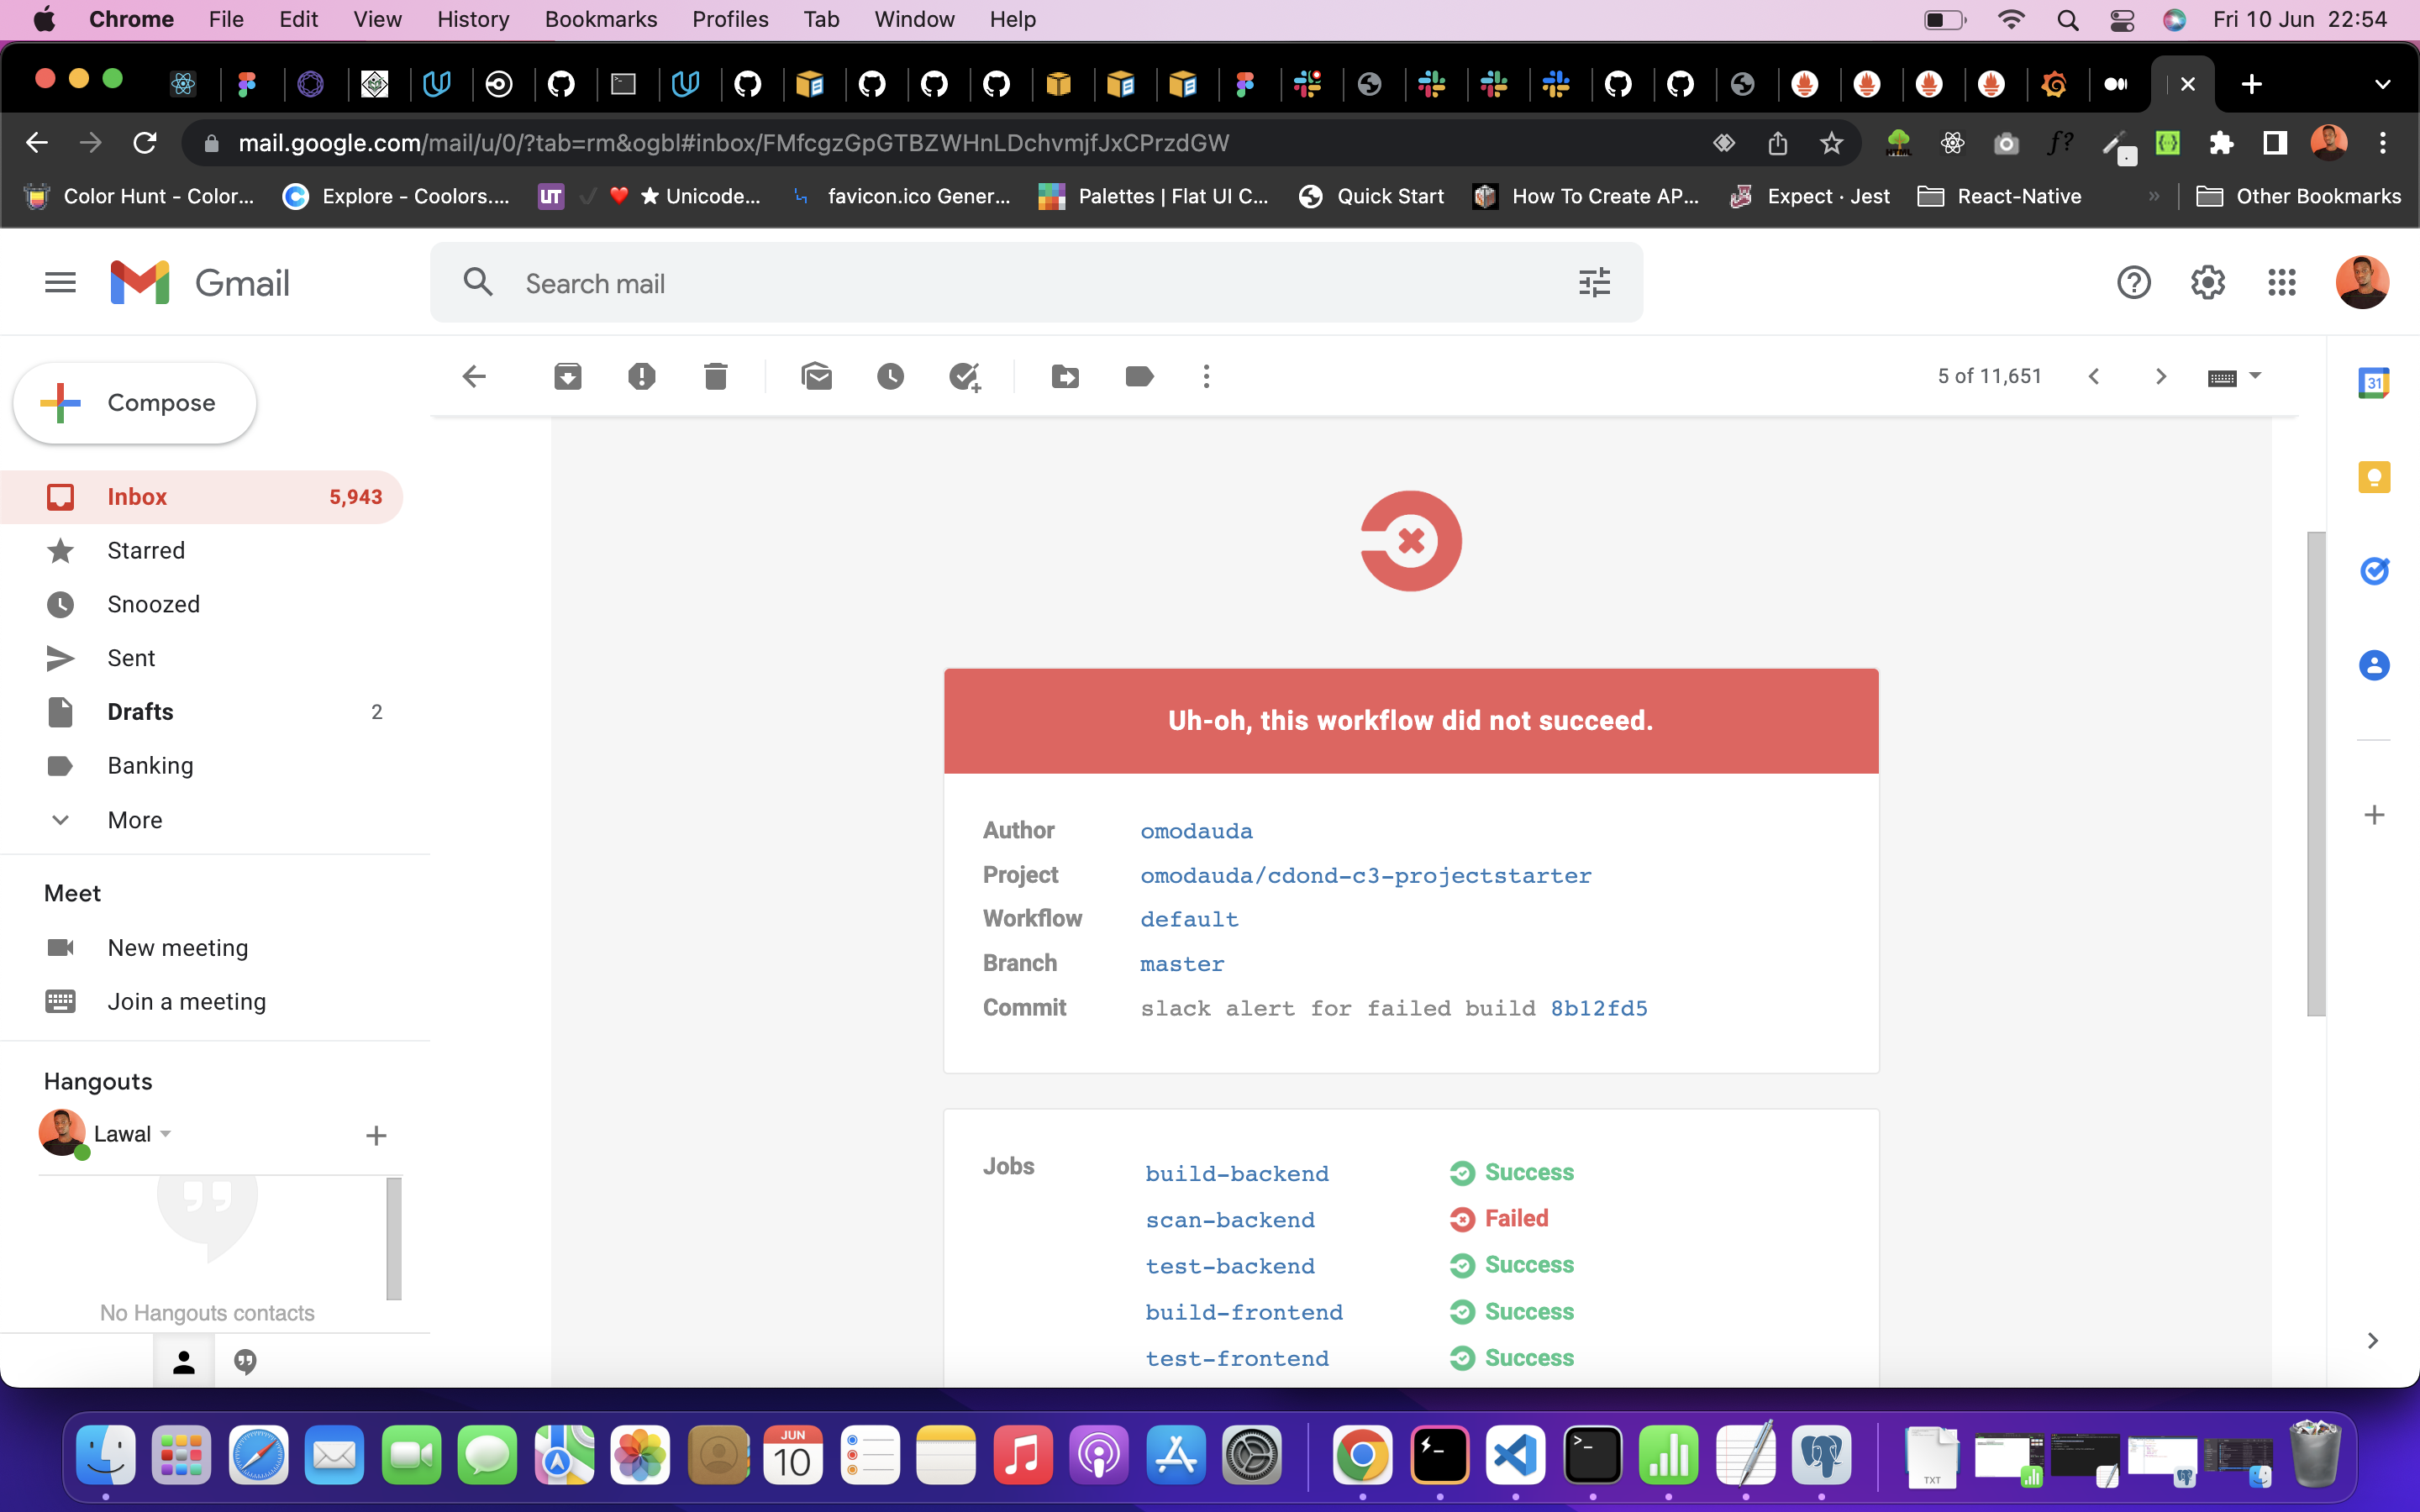 Chrome File Edit View History Bookmarks Profiles Tab Window Help Fri 10 Jun 22:54
mail.google.com/mail/u/0/?tab=rm&ogbl#inbox/FMfcgzGpGTBZWHnLDchvmjfJxCPrzdGW
Color Hunt - Color... Explore - Coolors.... UT ✓ ❤ ★ Unicode... favicon.ico Gener... Palettes | Flat UI C... Quick Start How To Create AP... Expect · Jest React-Native » Other Bookmarks
Gmail
Search mail
Compose
5 of 11,651
31
Inbox 5,943
Starred
Snoozed
Sent
Drafts 2
Banking
More
Meet
New meeting
Join a meeting
Hangouts
Lawal
No Hangouts contacts
Uh-oh, this workflow did not succeed.
Author omodauda
Project omodauda/cdond-c3-projectstarter
Workflow default
Branch master
Commit slack alert for failed build 8b12fd5
Jobs build-backend Success
scan-backend Failed
test-backend Success
build-frontend Success
test-frontend Success
JUN
10
TXT